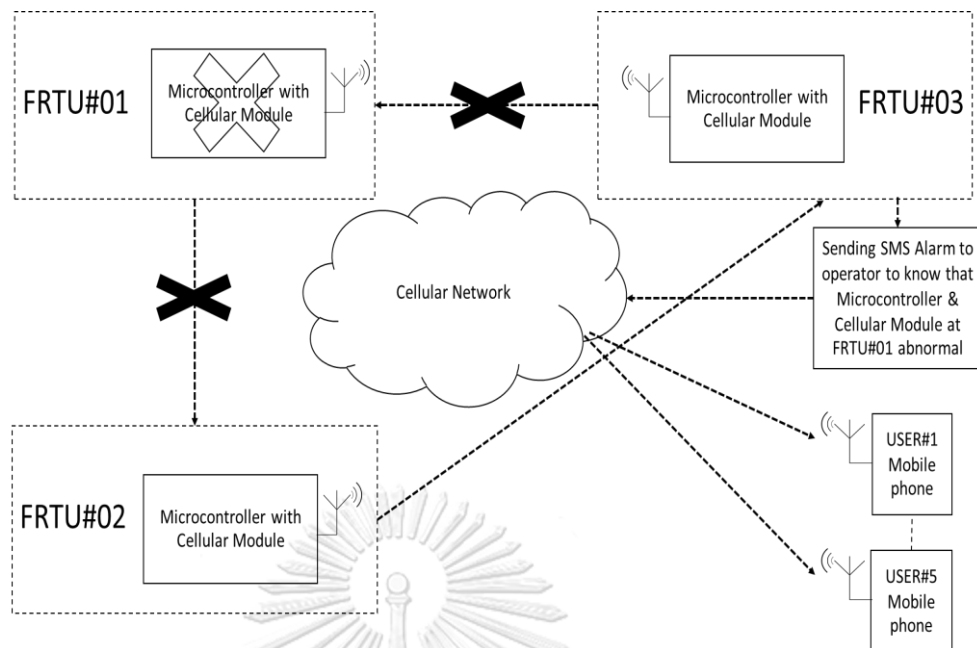 FRTU#01
Microcontroller with
Cellular Module
Microcontroller with
Cellular Module
FRTU#03
Cellular Network
Sending SMS Alarm to
operator to know that
Microcontroller &
Cellular Module at
FRTU#01 abnormal
FRTU#02
Microcontroller with
Cellular Module
USER#1
Mobile
phone
USER#5
Mobile
phone